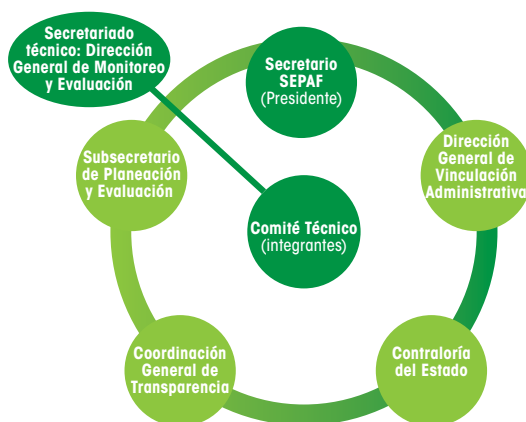 Secretariado
técnico: Dirección
General de Monitoreo
y Evaluación
Secretario
SEPAF
(Presidente)
Subsecretario
de Planeación
y Evaluación
Dirección
General de
Vinculación
Administrativa
Comité Técnico
(integrantes)
Coordinación
General de
Transparencia
Contraloría
del Estado